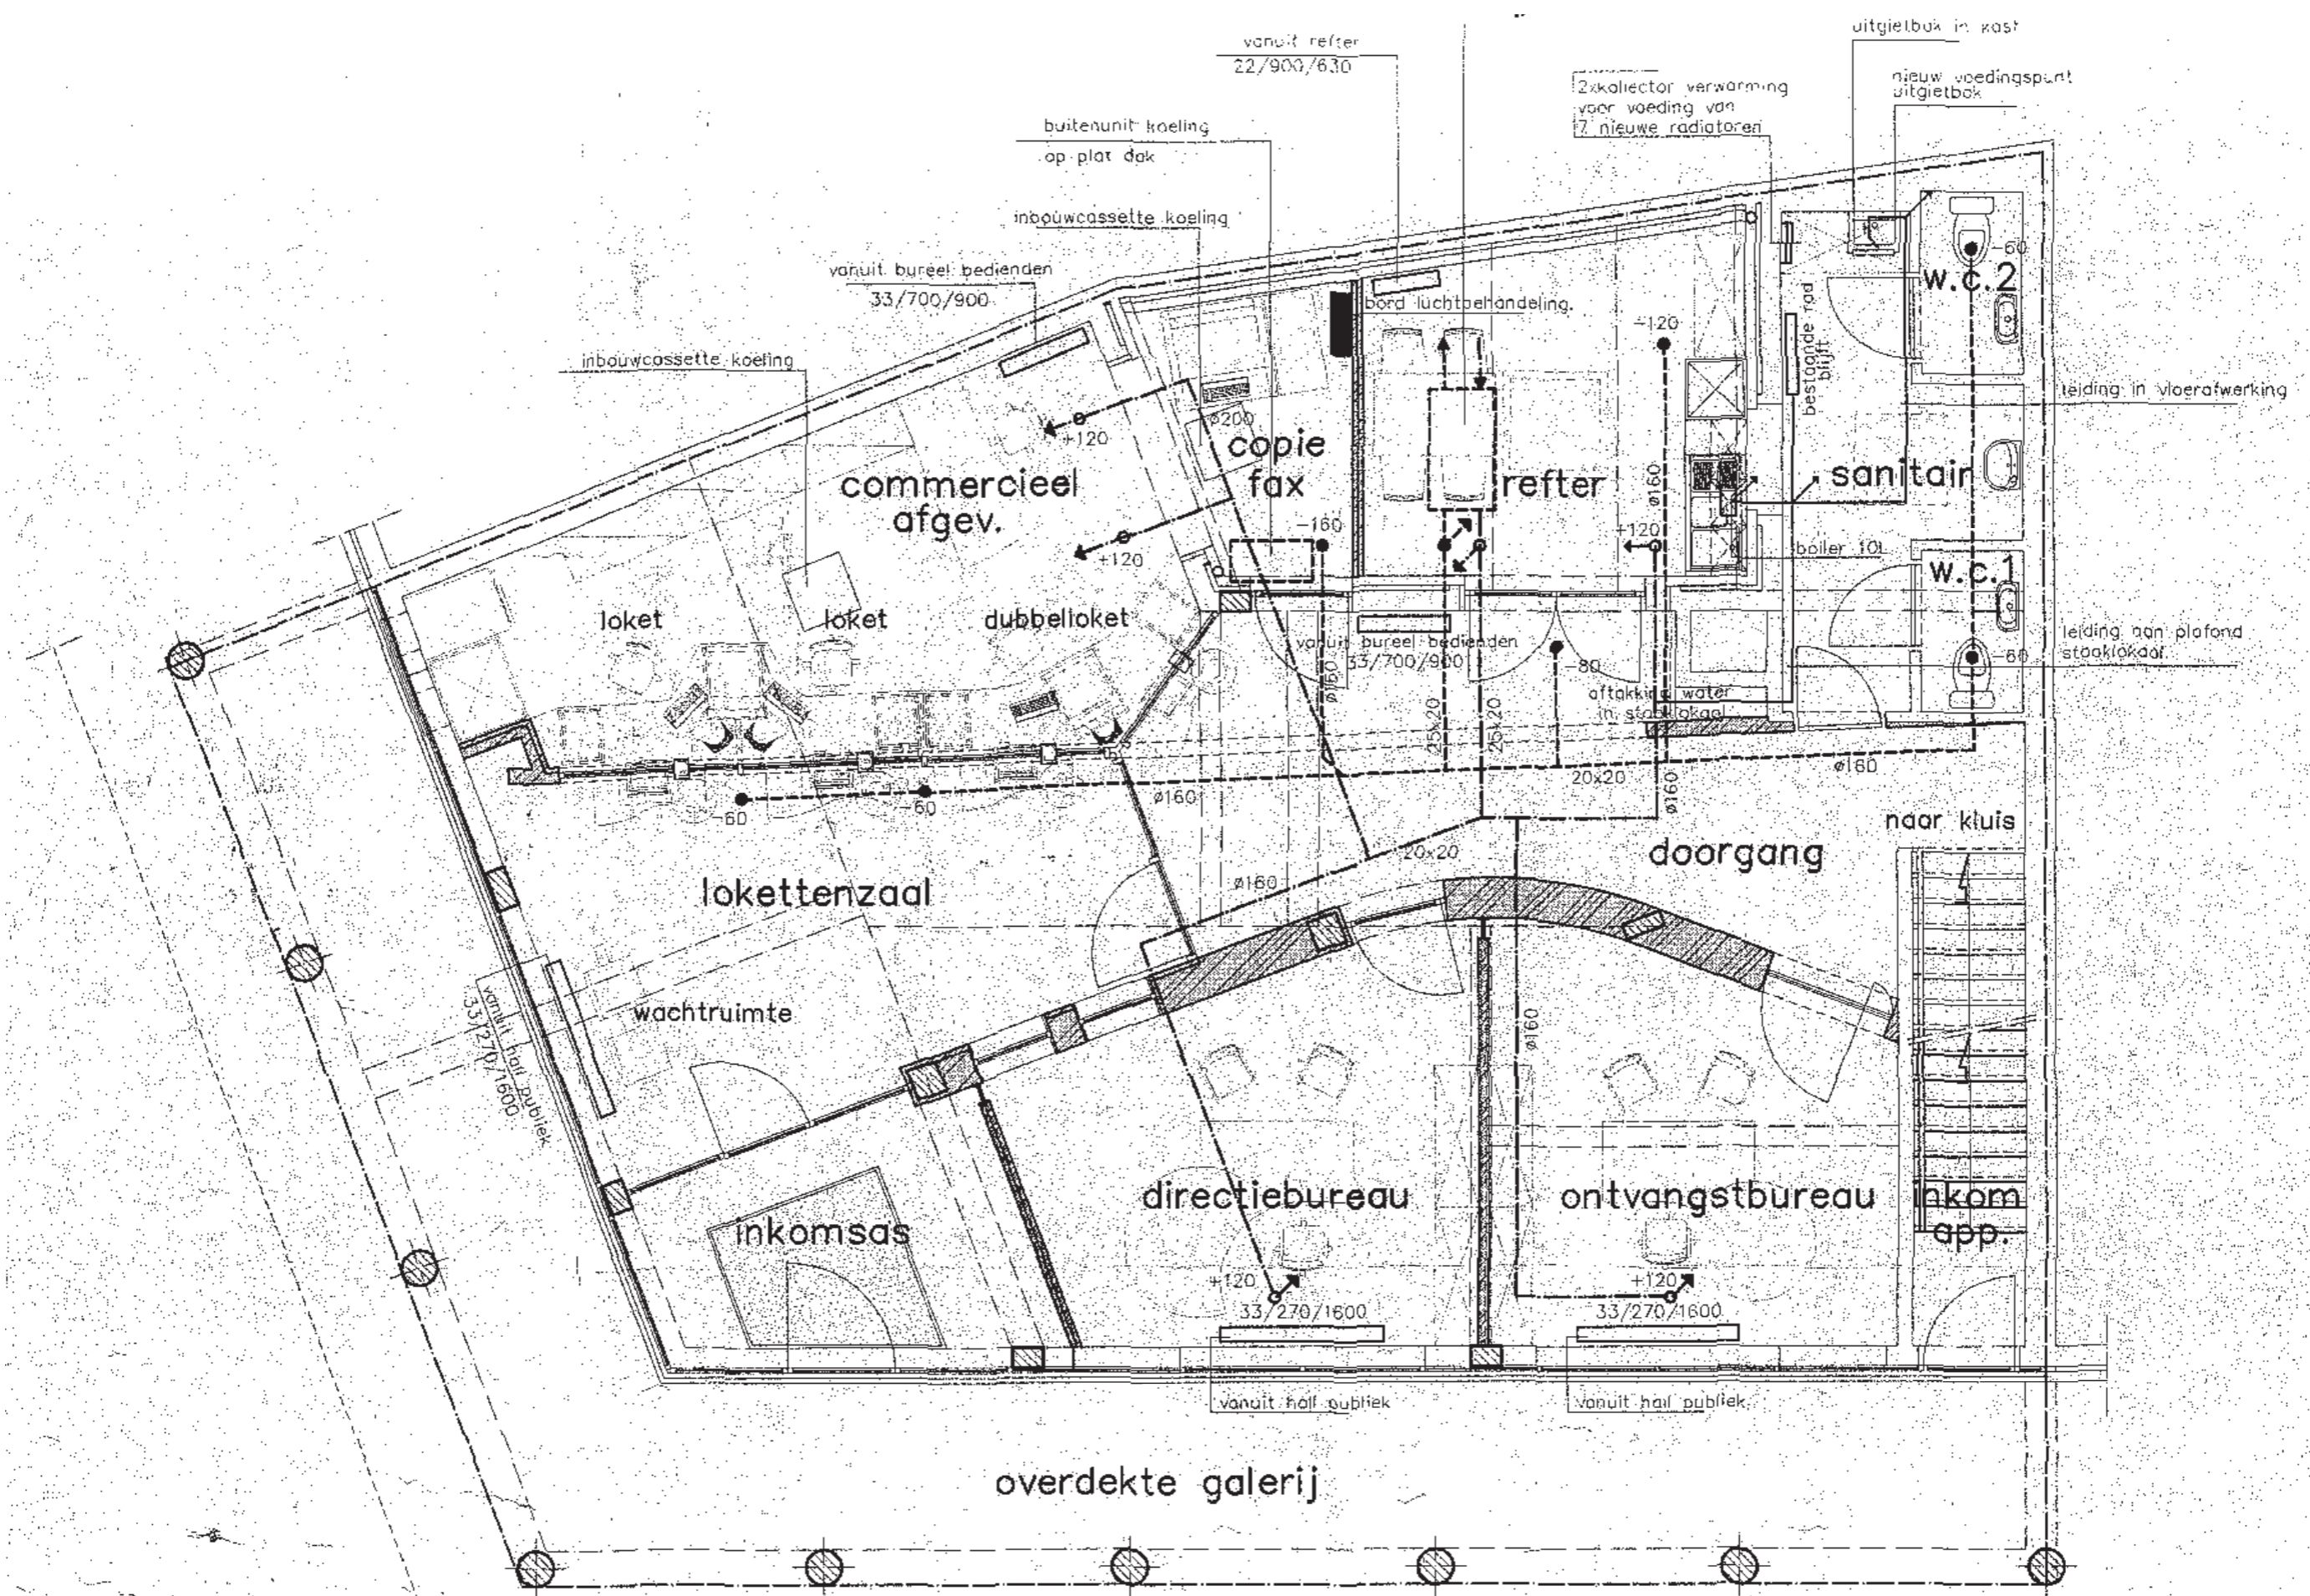 uitgietbak in kast
vanuit refter
22/900/630
nieuw voedingspunt
uitgietbak
2xkollector verwarming
voor voeding van
7 nieuwe radiatoren
buitenunit koeling
op plat dak
inbouwcassette koeling
vanuit bureel bedienden
33/700/900
inbouwcassette koeling
bord luchtbehandeling.
-60
w.c.2
-120
bestaande rad
blijft
leiding in vloerafwerking
+120
ø200
copie
fax
commercieel
afgev.
refter
ø160
sanitair
-160
+120
+120
boiler 10L
w.c.1
loket
loket
dubbelloket
vanuit bureel bedienden
33/700/900
leiding aan plafond
stooklokaal
-60
-80
ø160
aftakking water
in stooklokaal
25x20
25x20
20x20
ø160
ø160
ø160
-60
-60
naar kluis
doorgang
20x20
ø160
lokettenzaal
wachtruimte
vanuit hall publiek
33/270/1600
ø160
directiebureau
ontvangstbureau
inkom
app.
inkomsas
+120
33/270/1600
+120
33/270/1600
vanuit hall publiek
vanuit hall publiek
overdekte galerij